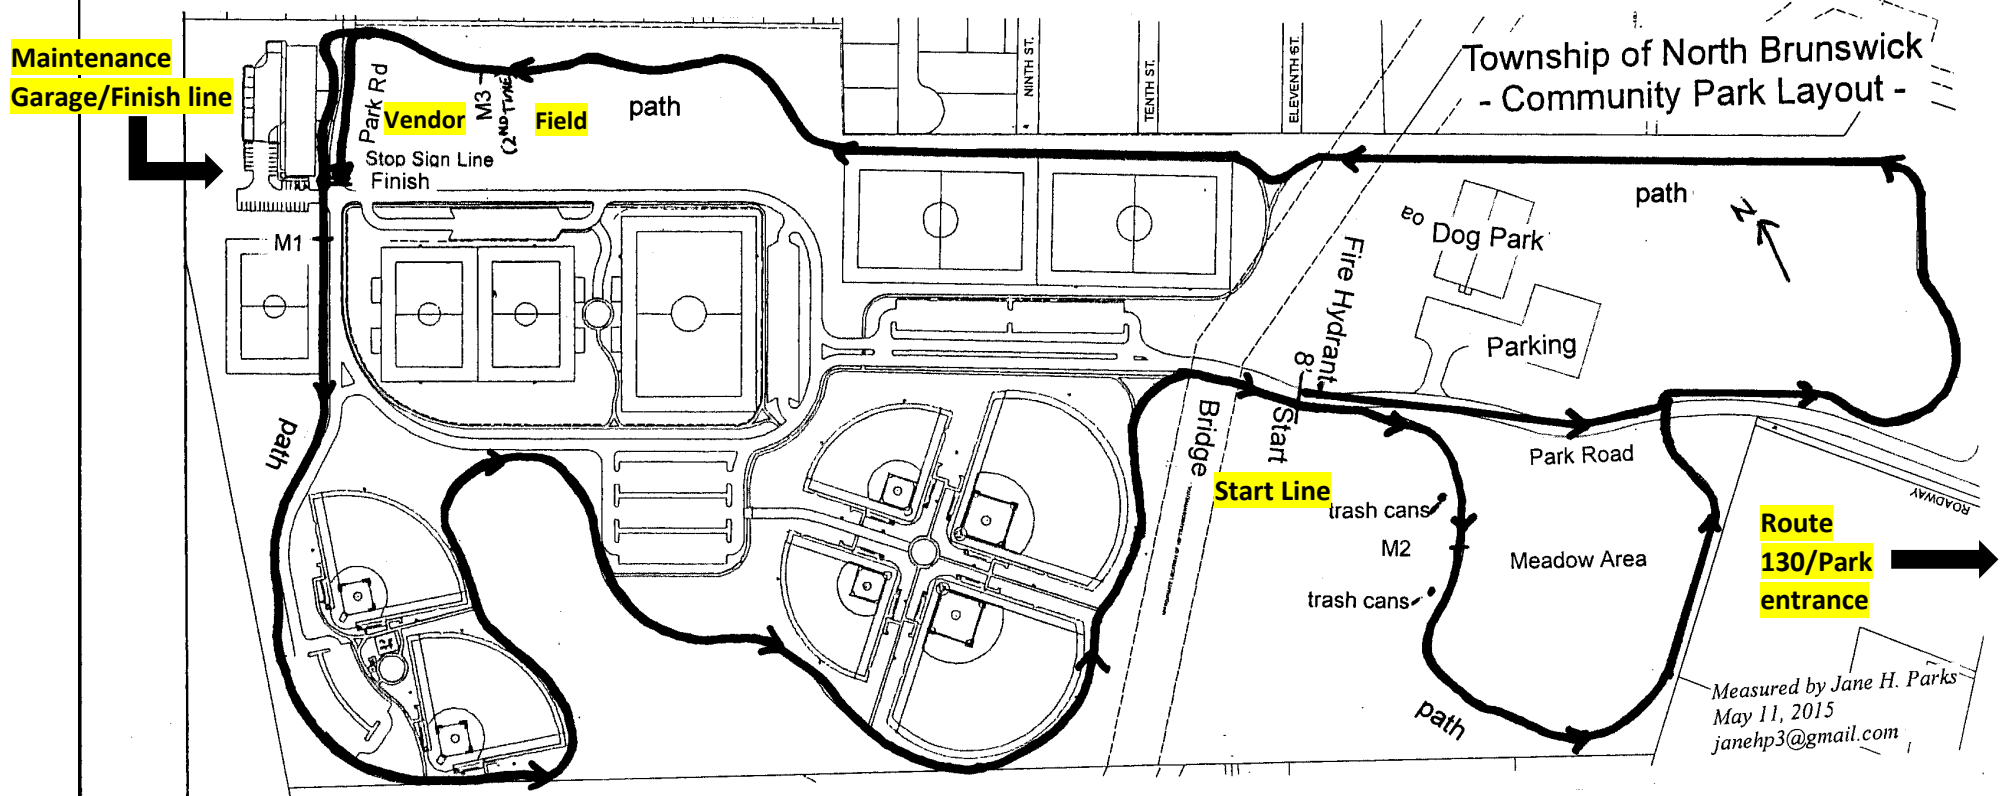 Maintenance
Garage/Finish line
Park Rd
Vendor
M3
(2ND TIME)
Field
path
Stop Sign Line
Finish
M1
path
NINTH ST.
TENTH ST.
ELEVENTH ST.
Township of North Brunswick
- Community Park Layout -
path
N
Dog Park
Fire Hydrant
8'
Parking
Bridge
Start
Start Line
Park Road
ROADWAY
trash cans
M2
trash cans
Meadow Area
Route
130/Park
entrance
path
Measured by Jane H. Parks
May 11, 2015
janehp3@gmail.com